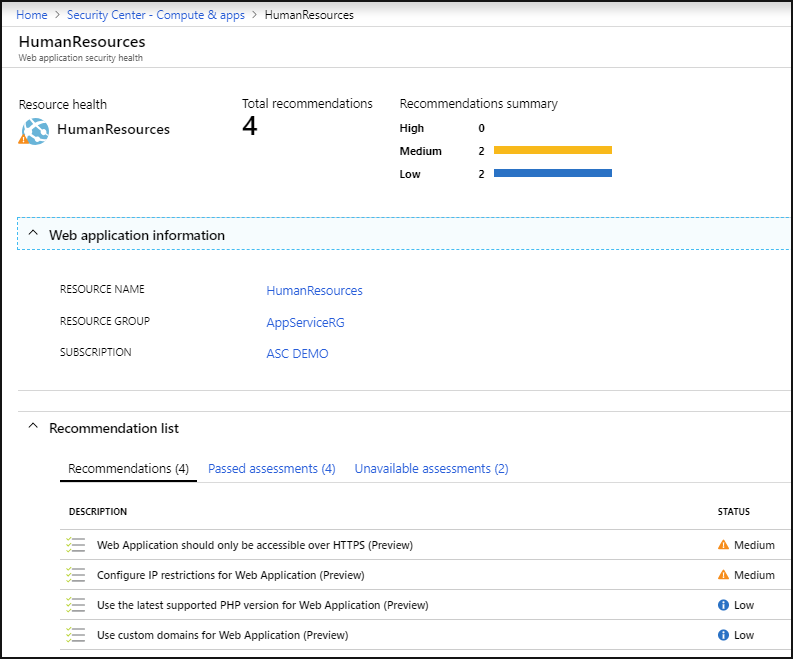 Home > Security Center - Compute & apps > HumanResources
HumanResources
Web application security health
Resource health
HumanResources
Total recommendations
4
Recommendations summary
High 0
Medium 2
Low 2
Web application information
RESOURCE NAME HumanResources
RESOURCE GROUP AppServiceRG
SUBSCRIPTION ASC DEMO
Recommendation list
Recommendations (4) Passed assessments (4) Unavailable assessments (2)
DESCRIPTION STATUS
Web Application should only be accessible over HTTPS (Preview) Medium
Configure IP restrictions for Web Application (Preview) Medium
Use the latest supported PHP version for Web Application (Preview) Low
Use custom domains for Web Application (Preview) Low